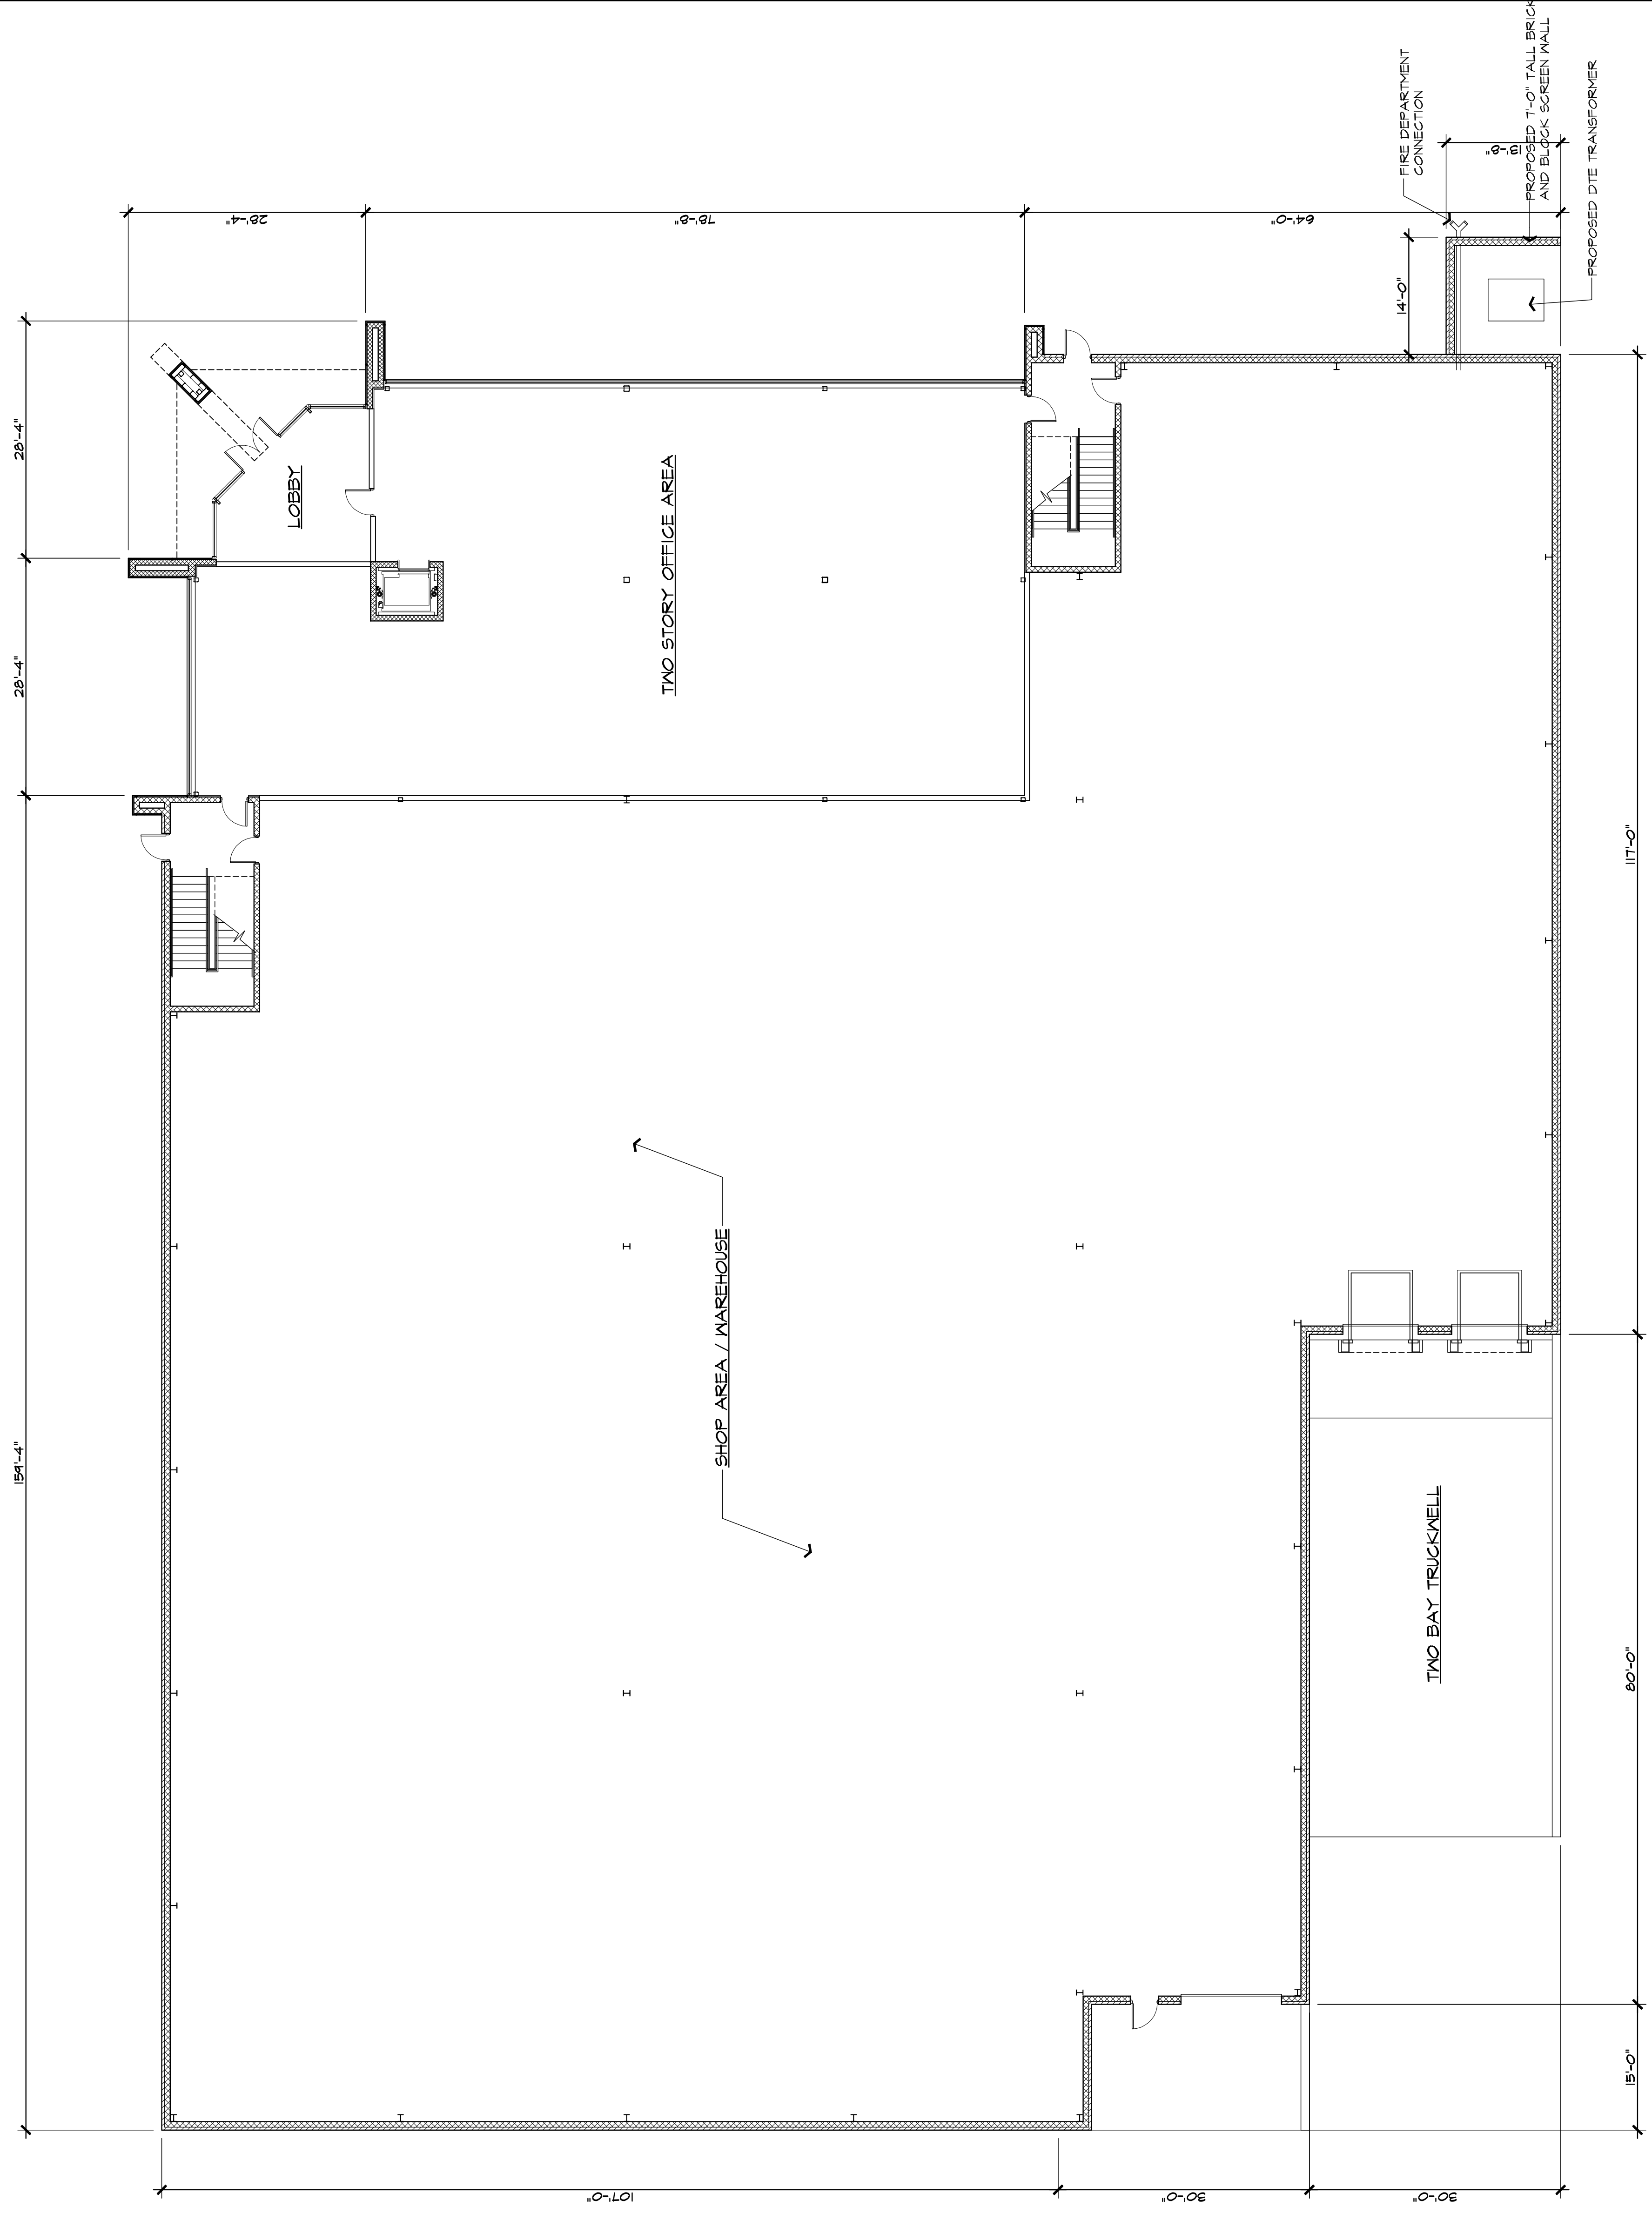 FIRE DEPARTMENT
CONNECTION
PROPOSED 7'-0" TALL BRICK
AND BLOCK SCREEN WALL
PROPOSED DTE TRANSFORMER
13'-8"
28'-4"
78'-8"
64'-0"
14'-0"
28'-4"
28'-4"
159'-4"
LOBBY
TWO STORY OFFICE AREA
SHOP AREA / WAREHOUSE
TWO BAY TRUCKWELL
117'-0"
80'-0"
15'-0"
107'-0"
30'-0"
30'-0"